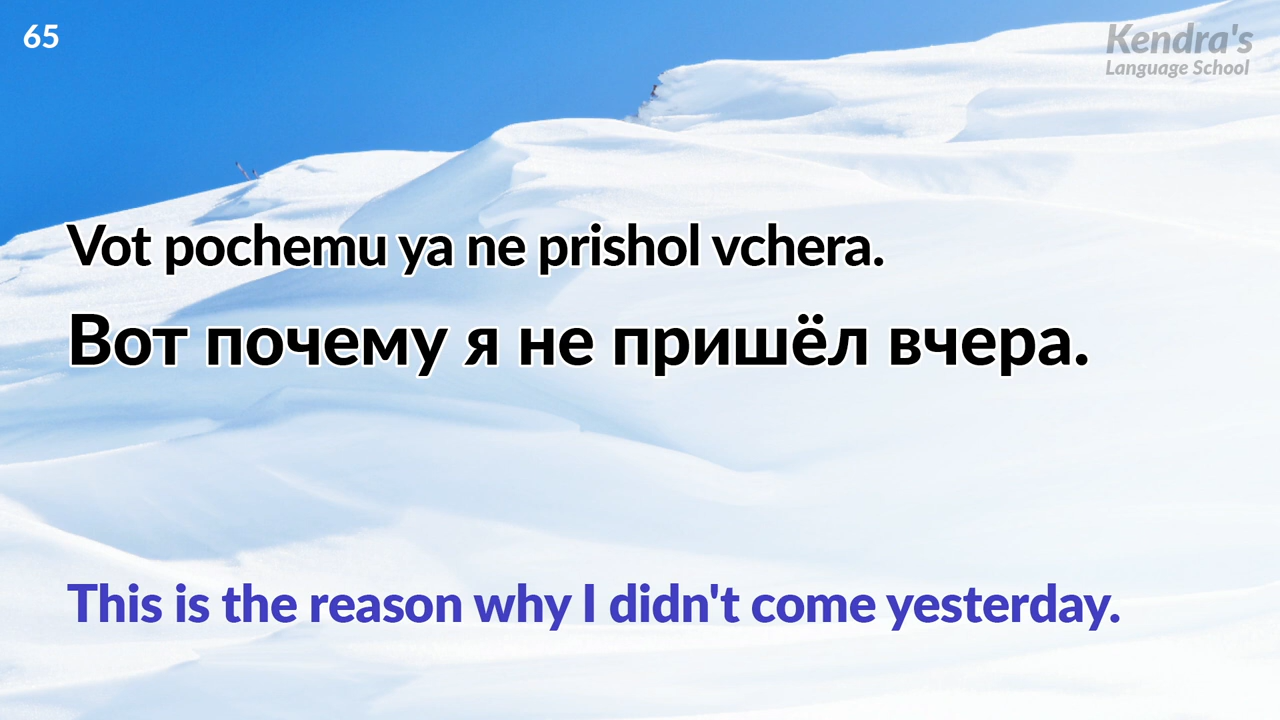 65
Kendra's
Language School
Vot pochemu ya ne prishol vchera.
Вот почему я не пришёл вчера.
This is the reason why I didn't come yesterday.